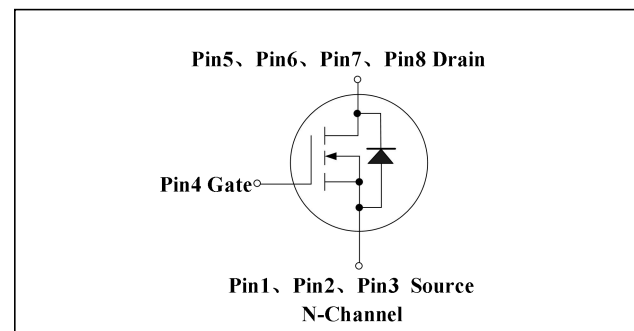 Pin5、Pin6、Pin7、Pin8 Drain
Pin4 Gate
Pin1、Pin2、Pin3 Source
N-Channel